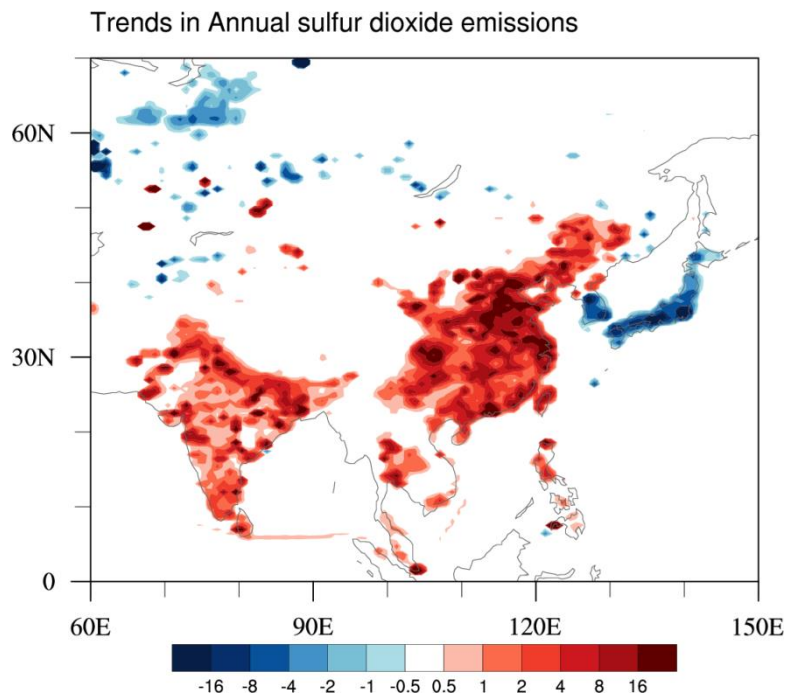 Trends in Annual sulfur dioxide emissions
60N
30N
0
60E 90E 120E 150E
-16 -8 -4 -2 -1 -0.5 0.5 1 2 4 8 16